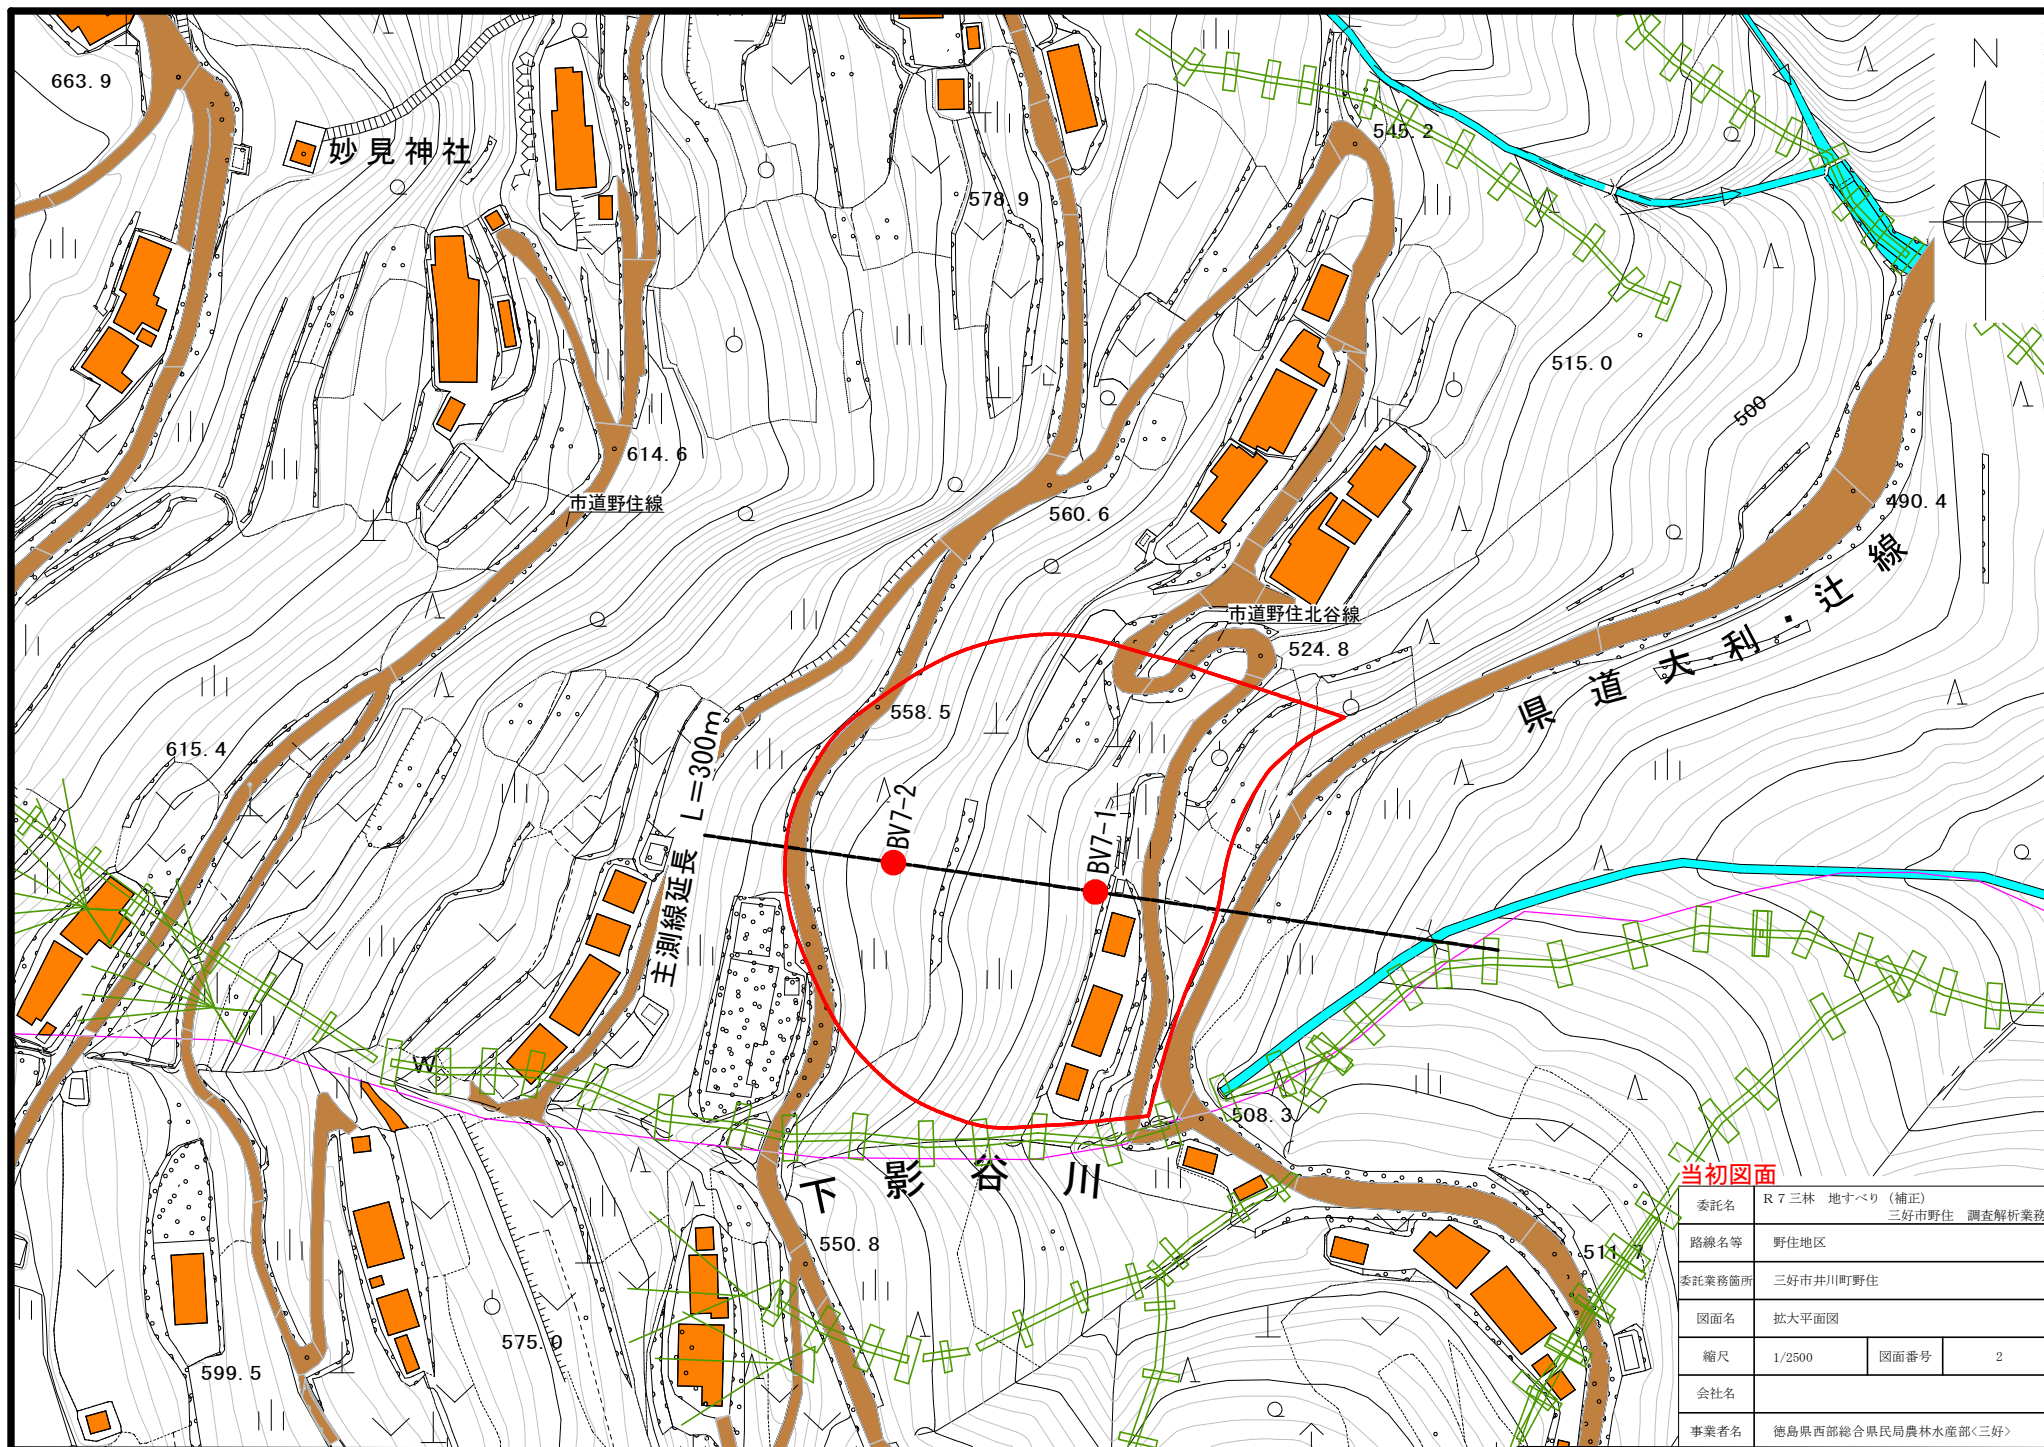 663.9
妙見神社
545.2
N
578.9
515.0
500
614.6
市道野住線
560.6
490.4
県道大利・辻線
市道野住北谷線
524.8
558.5
615.4
主測線延長 L=300m
BV7-2
BV7-1
W
508.3
下影谷川
550.8
511.7
575.0
599.5
当初図面
委託名 R7三林 地すべり(補正)
三好市野住 調査解析業務
路線名等 野住地区
委託業務箇所 三好市井川町野住
図面名 拡大平面図
縮尺 1/2500 図面番号 2
会社名
事業者名 徳島県西部総合県民局農林水産部<三好>